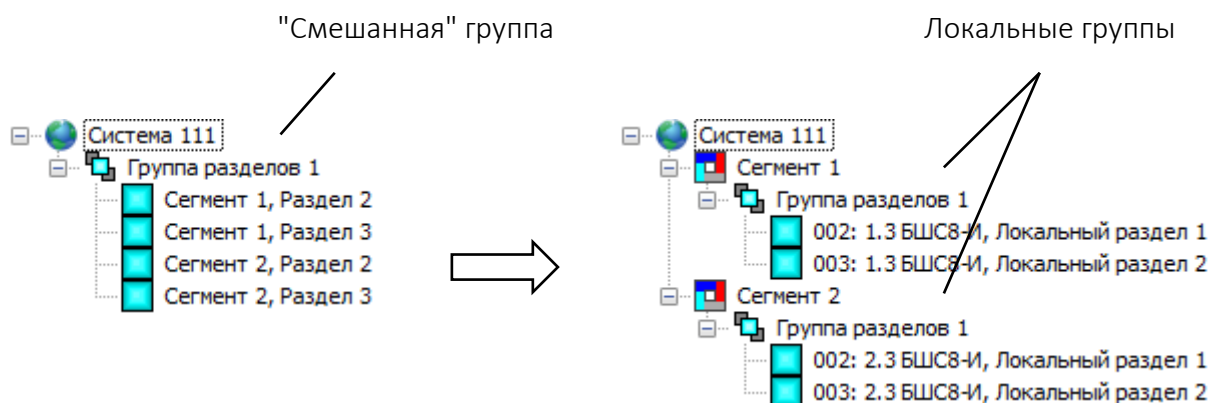 "Смешанная" группа
Локальные группы
Система 111
Группа разделов 1
Сегмент 1, Раздел 2
Сегмент 1, Раздел 3
Сегмент 2, Раздел 2
Сегмент 2, Раздел 3
Система 111
Сегмент 1
Группа разделов 1
002: 1.3 БШС8-И, Локальный раздел 1
003: 1.3 БШС8-И, Локальный раздел 2
Сегмент 2
Группа разделов 1
002: 2.3 БШС8-И, Локальный раздел 1
003: 2.3 БШС8-И, Локальный раздел 2